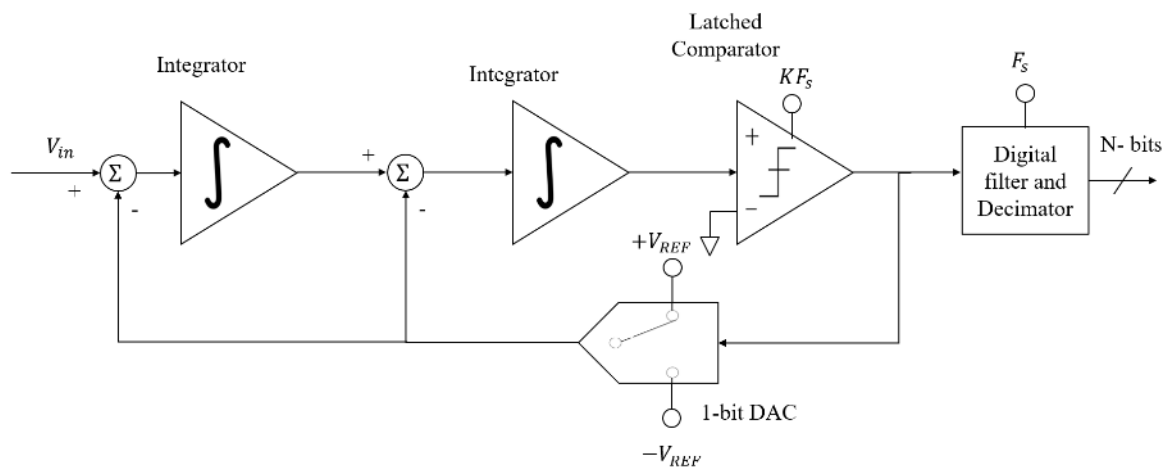 Latched
Comparator
Integrator
Integrator
KF_s
F_s
V_in
+
-
Σ
∫
+
-
Σ
∫
+
−
N- bits
Digital
filter and
Decimator
+V_REF
1-bit DAC
−V_REF